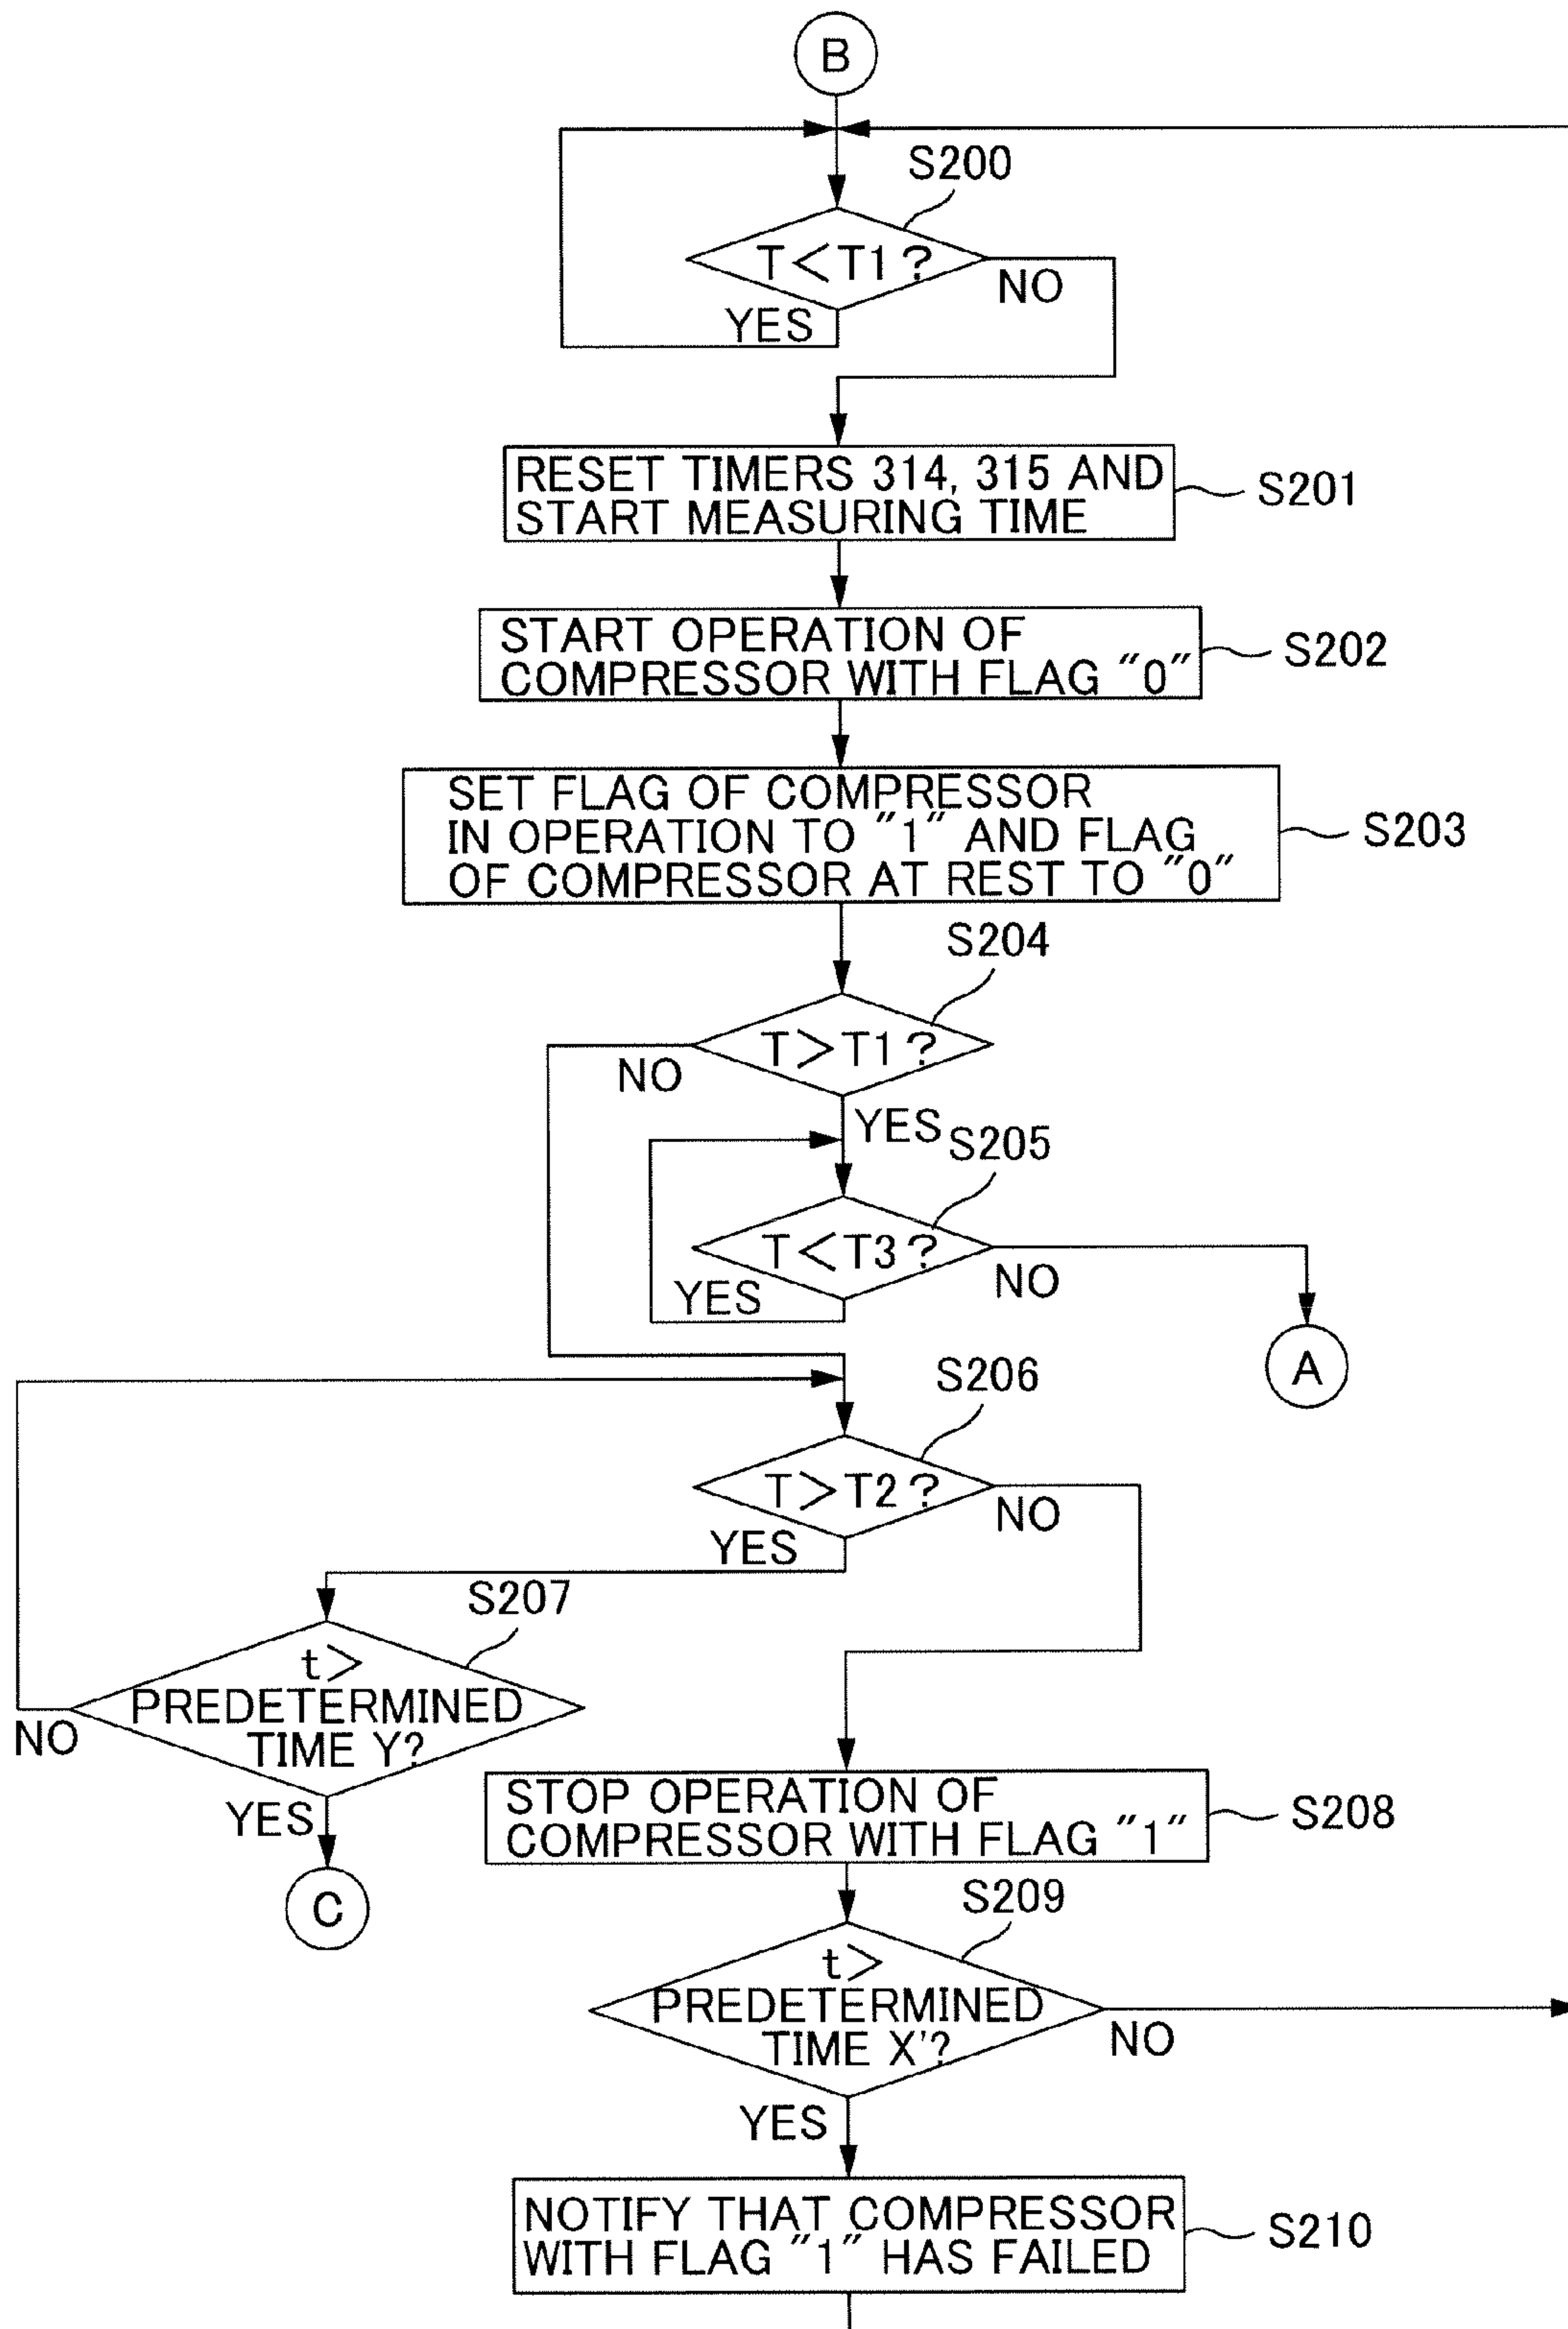 B
S200
T<T1?
NO
YES
RESET TIMERS 314, 315 AND
START MEASURING TIME
S201
START OPERATION OF
COMPRESSOR WITH FLAG "0"
S202
SET FLAG OF COMPRESSOR
IN OPERATION TO "1" AND FLAG
OF COMPRESSOR AT REST TO "0"
S203
S204
T>T1?
NO
YES
S205
T<T3?
NO
YES
A
S206
T>T2?
NO
YES
S207
t>
PREDETERMINED
TIME Y?
NO
YES
C
STOP OPERATION OF
COMPRESSOR WITH FLAG "1"
S208
S209
t>
PREDETERMINED
TIME X'?
NO
YES
NOTIFY THAT COMPRESSOR
WITH FLAG "1" HAS FAILED
S210